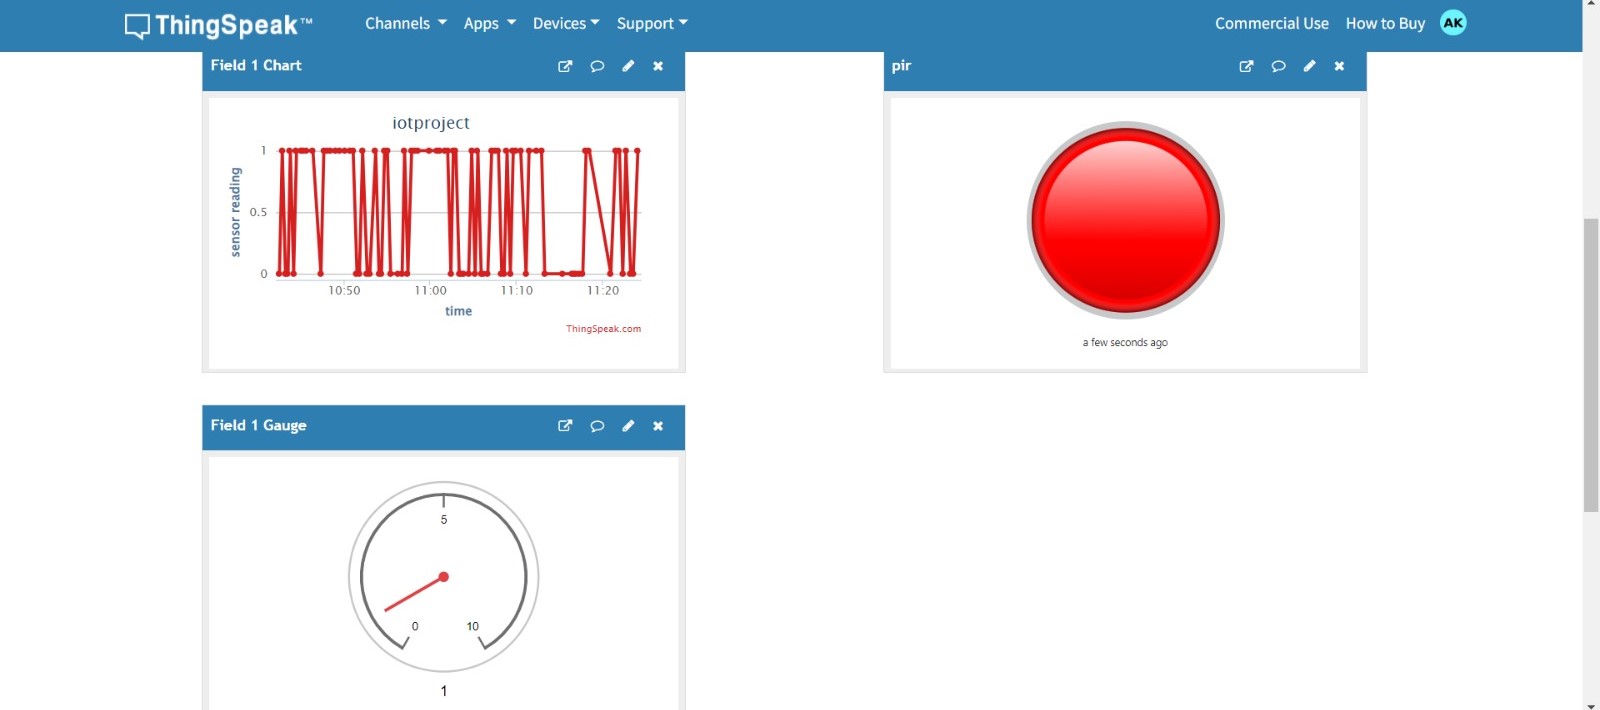 ThingSpeak™ Channels Apps Devices Support Commercial Use How to Buy AK
Field 1 Chart
iotproject
sensor reading
1
0.5
0
10:50 11:00 11:10 11:20
time
ThingSpeak.com
pir
a few seconds ago
Field 1 Gauge
5
0 10
1